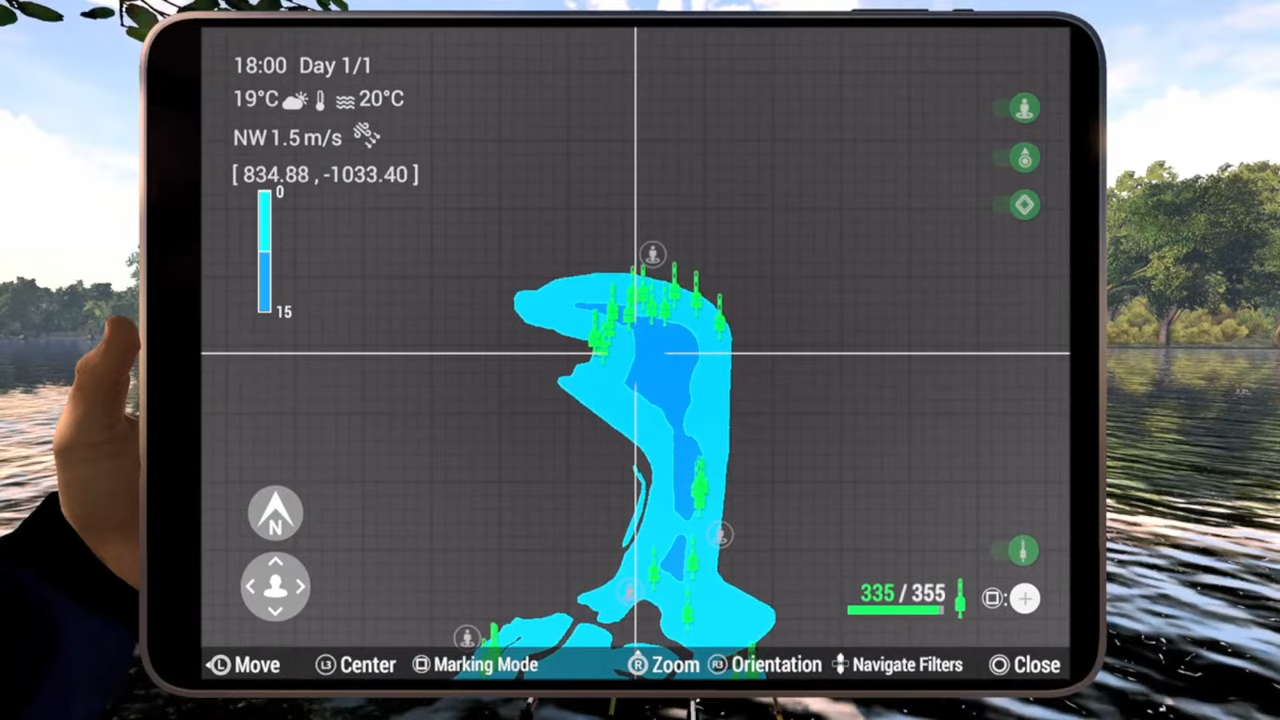 18:00 Day 1/1
19°C 20°C
NW 1.5 m/s
[ 834.88 , -1033.40 ]
0
15
N
335 / 355
L Move
L3 Center
Marking Mode
R Zoom
R3 Orientation
Navigate Filters
Close